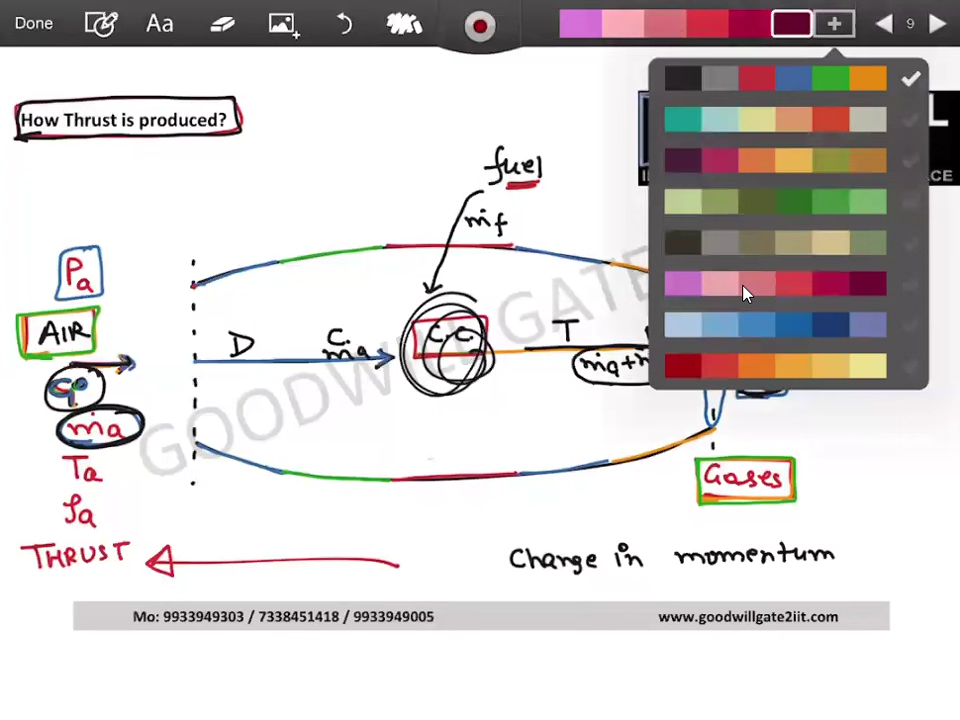 Done Aa 9
How Thrust is produced?
fuel
ṁf
Pa
AIR
D C T
ṁa C.C
ṁa
Ta
ρa
Gases
THRUST Change in momentum
GOODWILL GATE
Mo: 9933949303 / 7338451418 / 9933949005 www.goodwillgate2iit.com